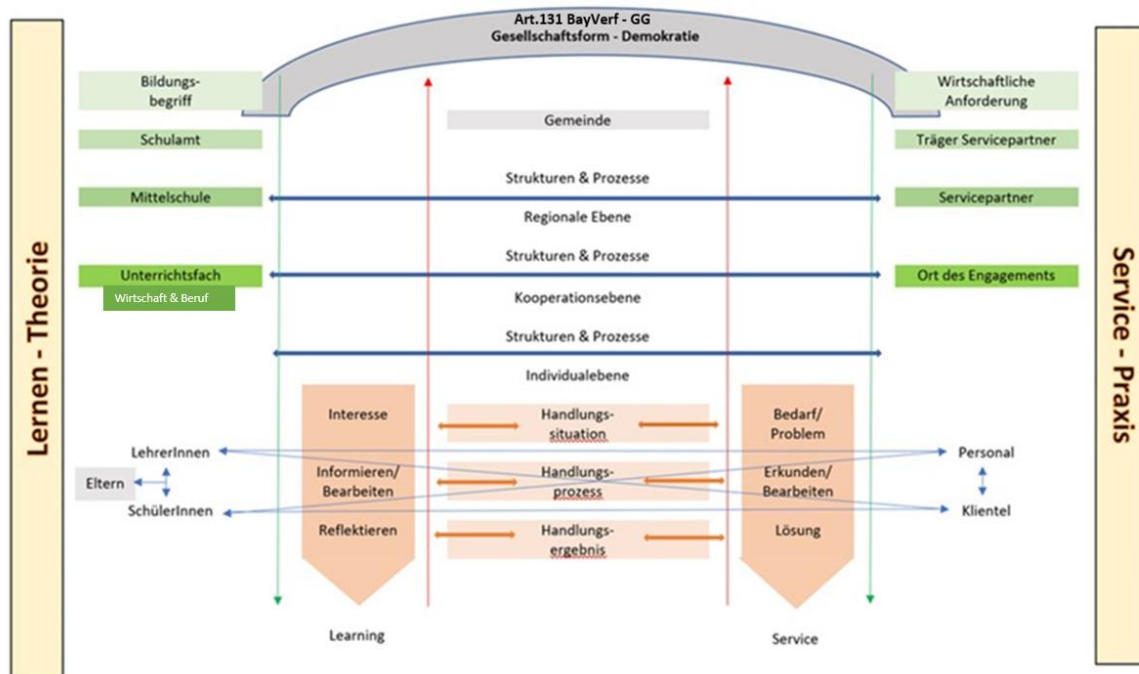 Art.131 BayVerf - GG
Gesellschaftsform - Demokratie
Lernen - Theorie
Service - Praxis
Bildungs-
begriff
Wirtschaftliche
Anforderung
Gemeinde
Schulamt
Träger Servicepartner
Strukturen & Prozesse
Mittelschule
Servicepartner
Regionale Ebene
Strukturen & Prozesse
Unterrichtsfach
Ort des Engagements
Wirtschaft & Beruf
Kooperationsebene
Strukturen & Prozesse
Individualebene
Interesse
Handlungs-
situation
Bedarf/
Problem
LehrerInnen
Personal
Eltern
Informieren/
Bearbeiten
Handlungs-
prozess
Erkunden/
Bearbeiten
SchülerInnen
Klientel
Reflektieren
Handlungs-
ergebnis
Lösung
Learning
Service